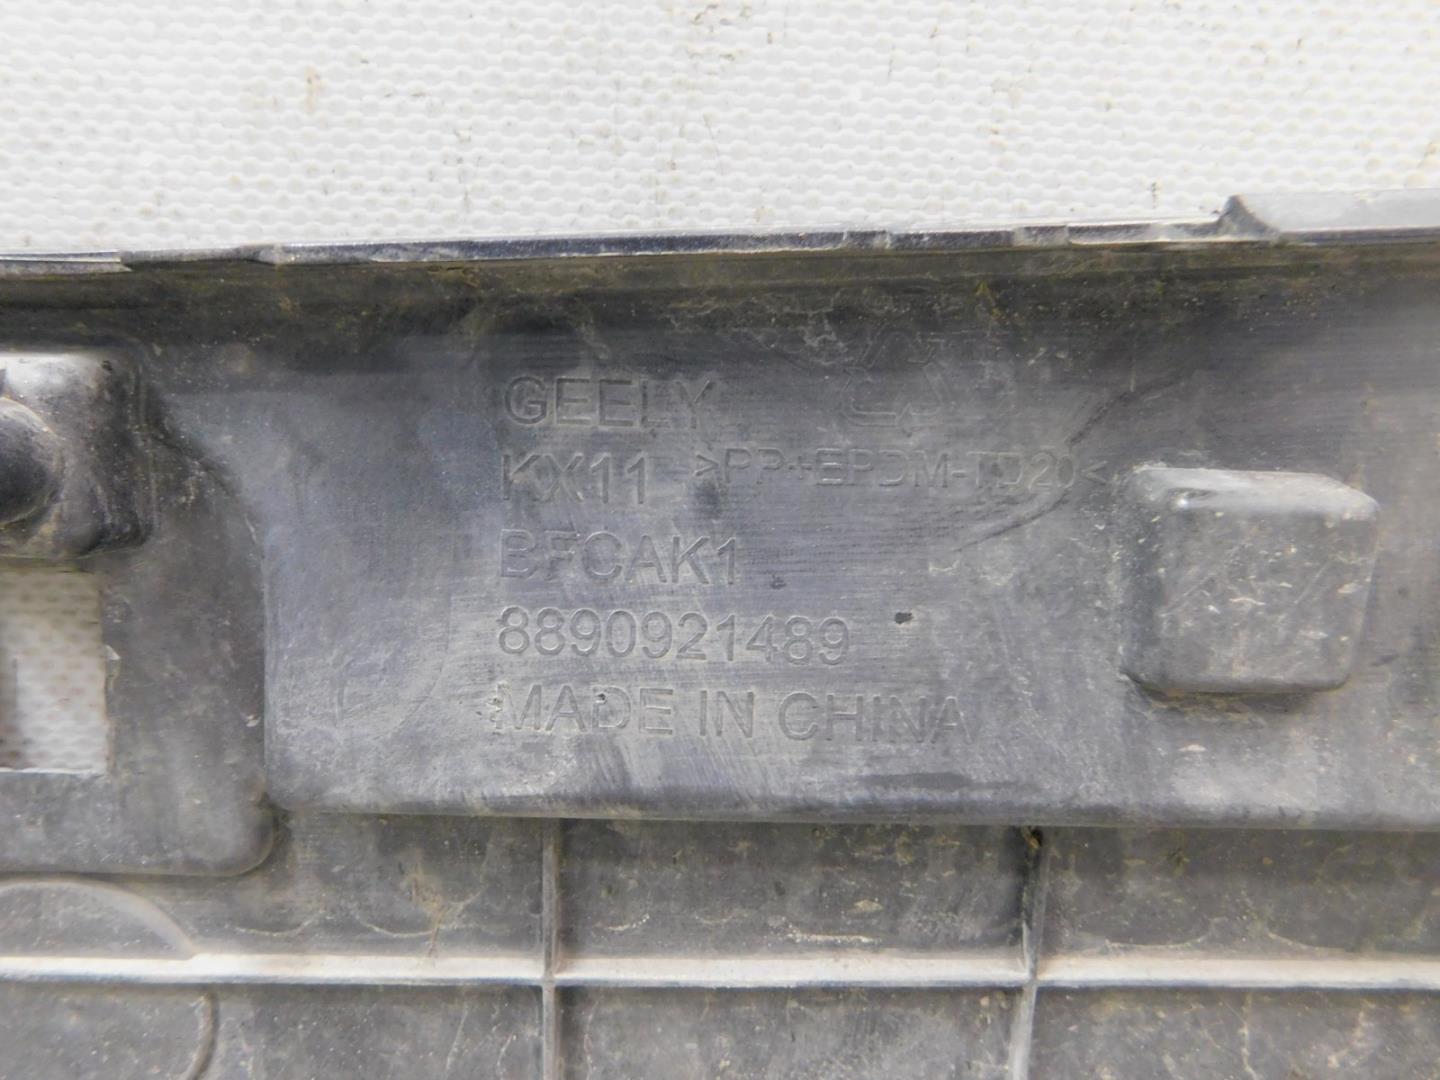 GEELY
KX11 >PP+EPDM-TD20<
BFCAK1
8890921489
MADE IN CHINA